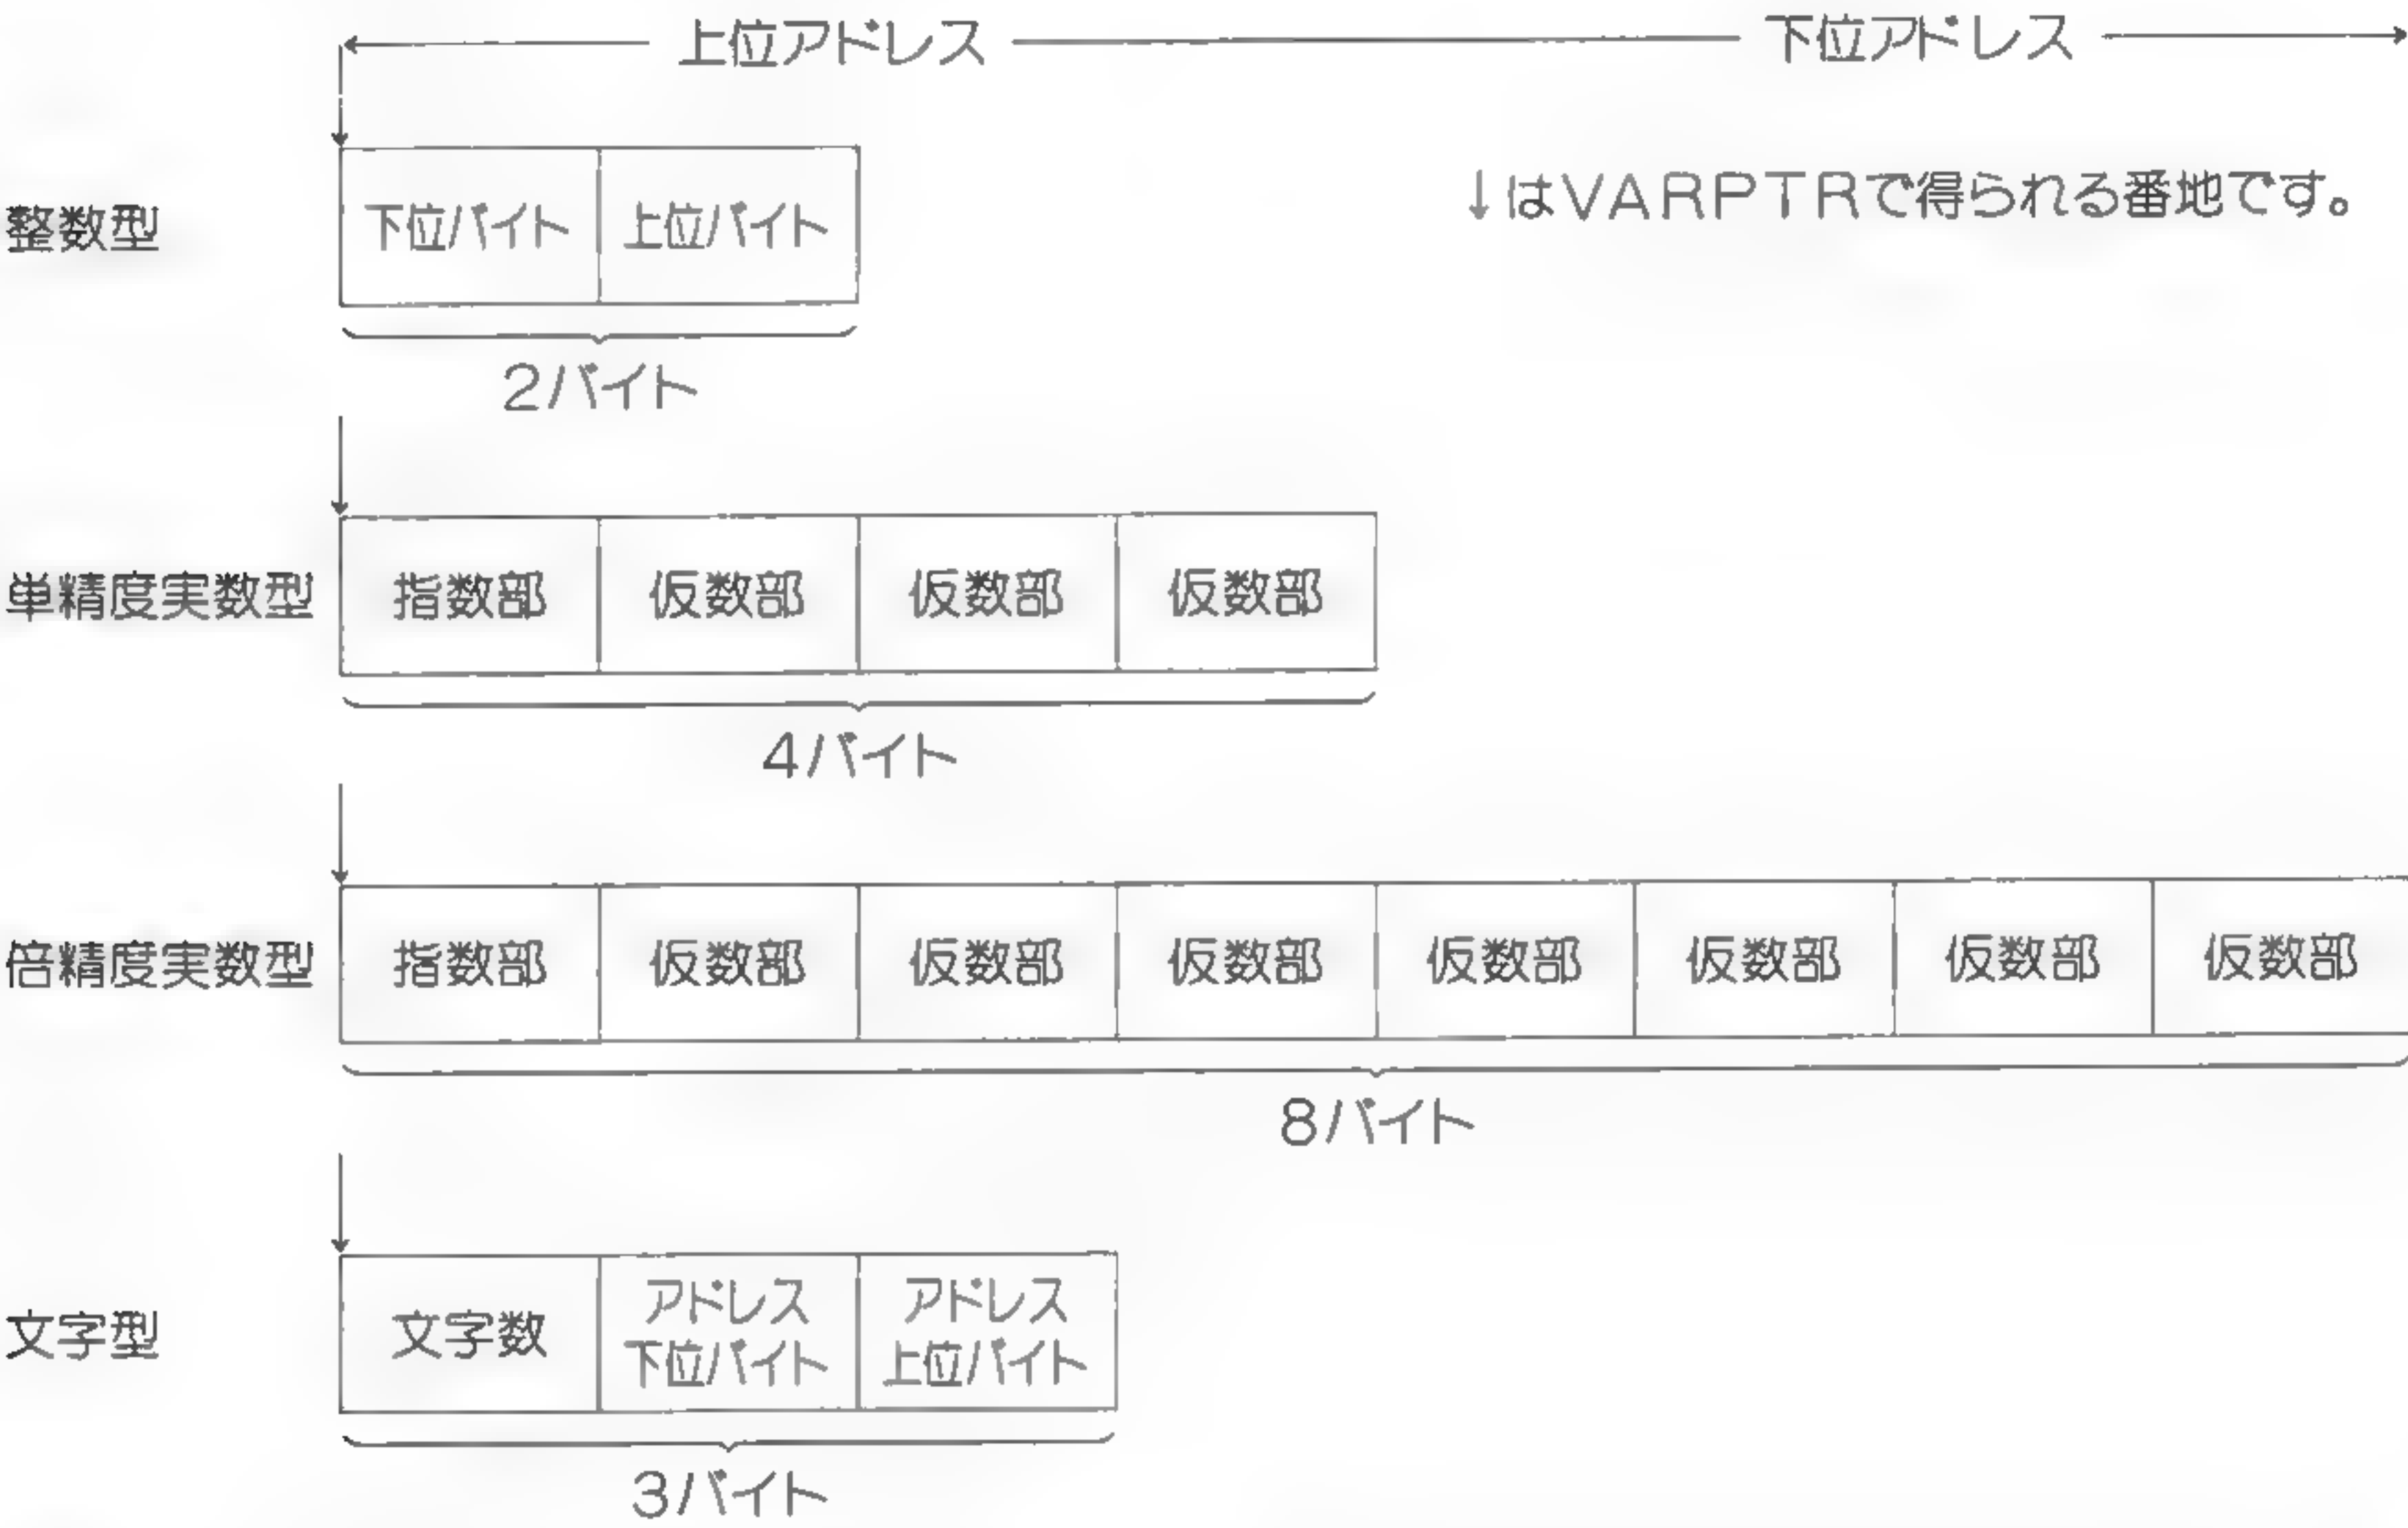 上位アドレス 下位アドレス
↓はVARPTRで得られる番地です。
整数型 下位バイト 上位バイト
2バイト
単精度実数型 指数部 仮数部 仮数部 仮数部
4バイト
倍精度実数型 指数部 仮数部 仮数部 仮数部 仮数部 仮数部 仮数部 仮数部
8バイト
文字型 文字数 アドレス下位バイト アドレス上位バイト
3バイト